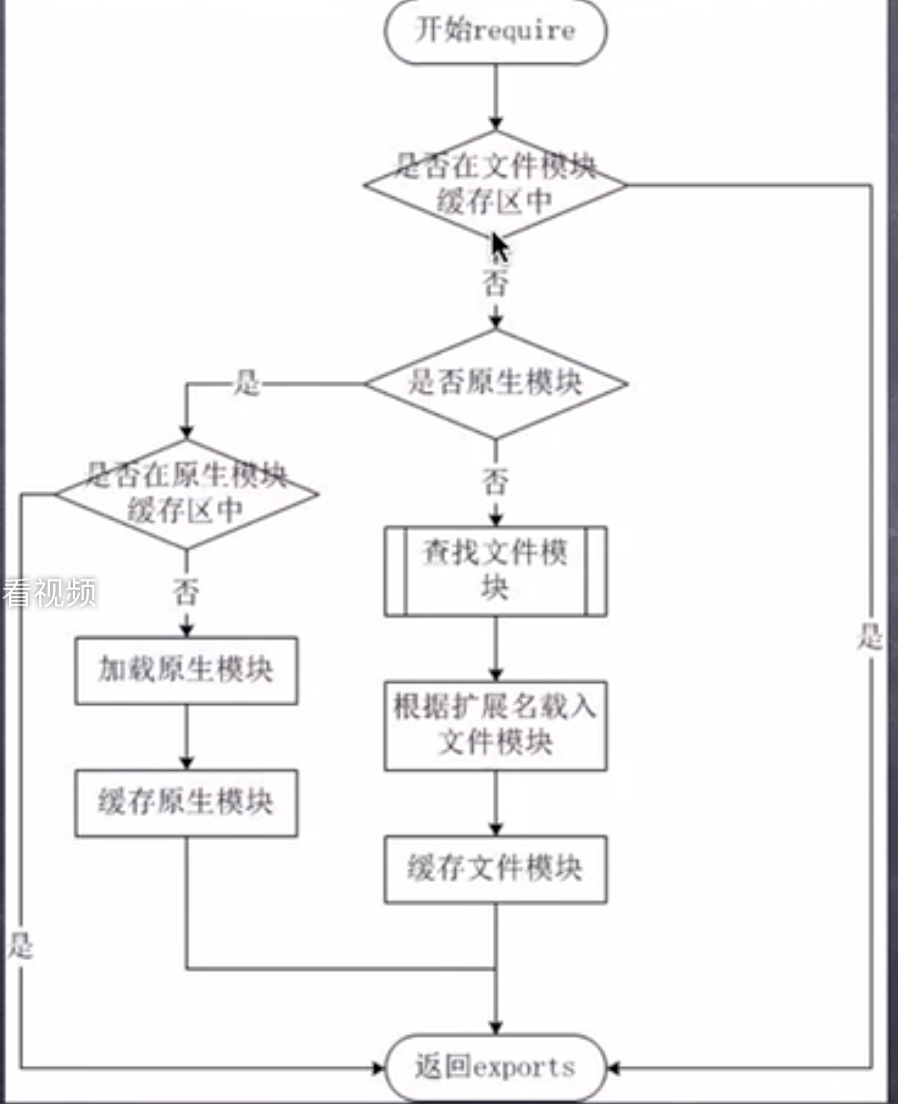 开始require
是否在文件模块
缓存区中
否
是否原生模块
是
否
是否在原生模块
缓存区中
查找文件模
块
看视频
否
是
加载原生模块
根据扩展名载入
文件模块
缓存原生模块
缓存文件模块
是
返回exports